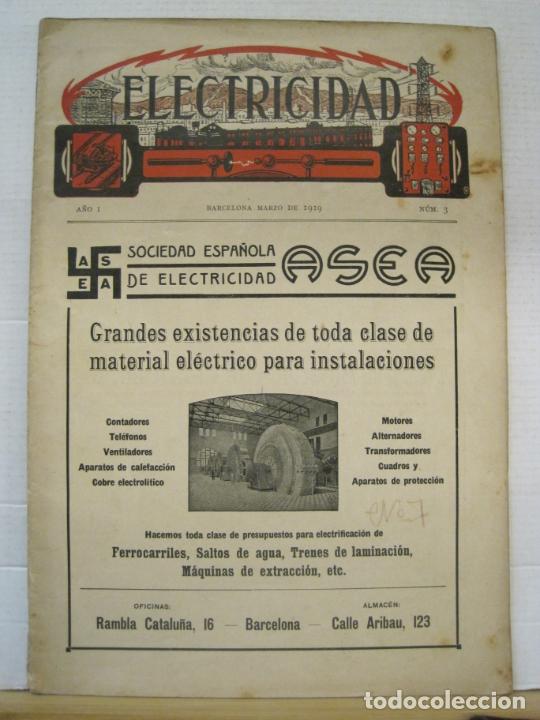 ELECTRICIDAD
AÑO I BARCELONA MARZO DE 1919 NÚM. 3
A S
E A
SOCIEDAD ESPAÑOLA
DE ELECTRICIDAD
ASEA
Grandes existencias de toda clase de
material eléctrico para instalaciones
Contadores
Teléfonos
Ventiladores
Aparatos de calefacción
Cobre electrolítico
Motores
Alternadores
Transformadores
Cuadros y
Aparatos de protección
Hacemos toda clase de presupuestos para electrificación de
Ferrocarriles, Saltos de agua, Trenes de laminación,
Máquinas de extracción, etc.
OFICINAS: ALMACÉN:
Rambla Cataluña, 16 — Barcelona — Calle Aribau, 123
todocoleccion.net